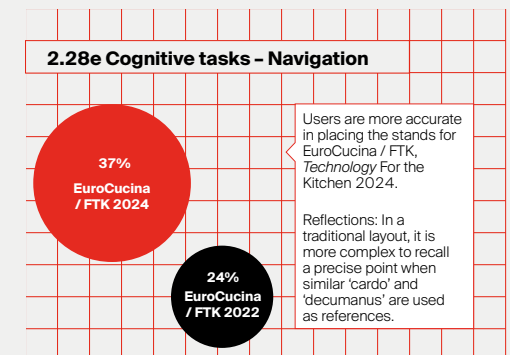 2.28e Cognitive tasks – Navigation
37%
EuroCucina
/ FTK 2024
24%
EuroCucina
/ FTK 2022
Users are more accurate
in placing the stands for
EuroCucina / FTK,
Technology For the
Kitchen 2024.
Reflections: In a
traditional layout, it is
more complex to recall
a precise point when
similar ‘cardo’ and
‘decumanus’ are used
as references.